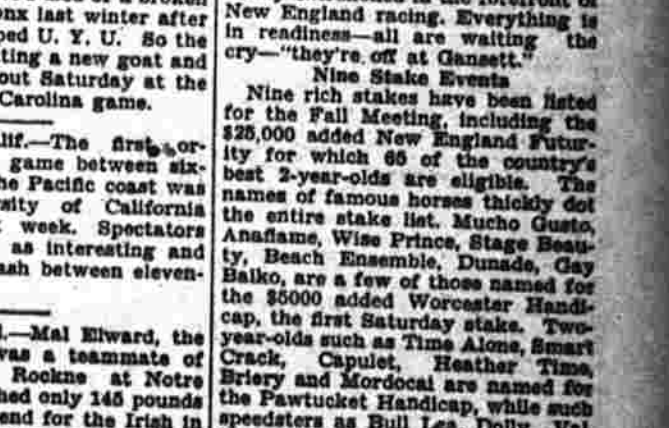 onx last winter after
ped U. Y. U. So the
ting a new goat and
out Saturday at the
Carolina game.
lif.—The first or-
game between six-
he Pacific coast was
rsity of California
week. Spectators
as interesting and
ash between eleven-
.—Mal Elward, the
was a teammate of
Rockne at Notre
hed only 145 pounds
end for the Irish in
New England racing. Everything is
in readiness—all are waiting the
cry—"they're off at Gansett."
Nine Stake Events
Nine rich stakes have been listed
for the Fall Meeting, including the
$25,000 added New England Futur-
ity for which 65 of the country's
best 2-year-olds are eligible. The
names of famous horses thickly dot
the entire stake list. Mucho Gusto,
Anaflame, Wise Prince, Stage Beau-
ty, Beach Ensemble, Dunade, Gay
Balko, are a few of those named for
the $5000 added Worcester Handi-
cap, the first Saturday stake. Two-
year-olds such as Time Alone, Smart
Crack, Capulet, Heather Time,
Briery and Mordocai are named for
the Pawtucket Handicap, while such
speedsters as Bull Lea, Dolly Val